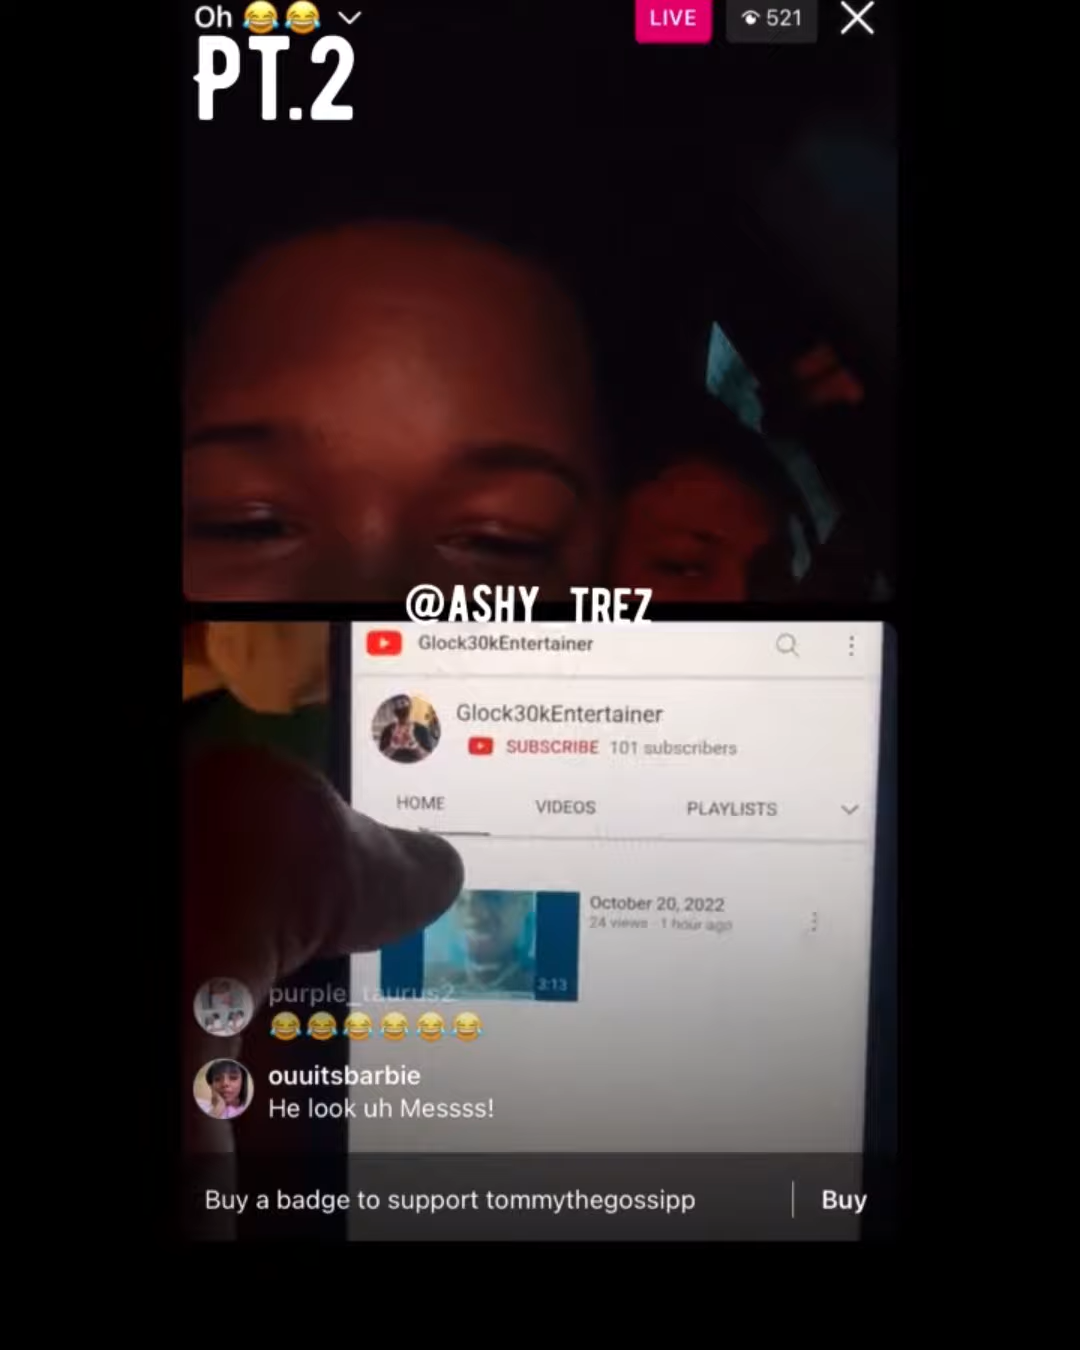 Oh 😂😂
LIVE
521
PT.2
@ASHY_TREZ
Glock30kEntertainer
Glock30kEntertainer
SUBSCRIBE 101 subscribers
HOME
VIDEOS
PLAYLISTS
October 20, 2022
24 views · 1 hour ago
3:13
purple_taurus2
😂😂😂😂😂😂
ouuitsbarbie
He look uh Messss!
Buy a badge to support tommythegossipp
Buy